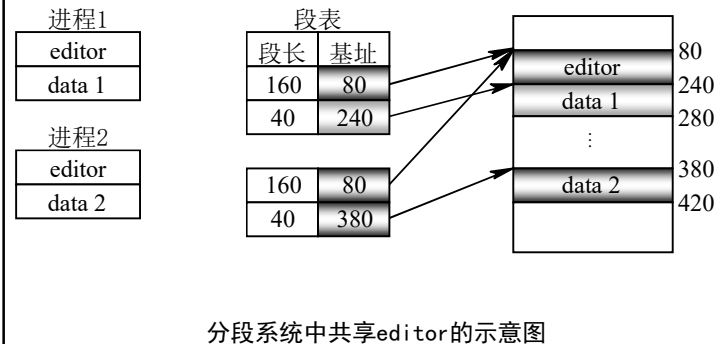 进程1
editor
data 1
进程2
editor
data 2
段表
段长 基址
160 80
40 240
160 80
40 380
editor
data 1
⋮
data 2
80
240
280
380
420
分段系统中共享editor的示意图